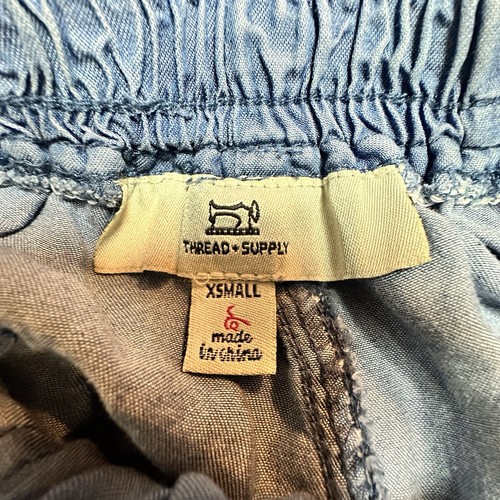 THREAD + SUPPLY
XSMALL
made
in china